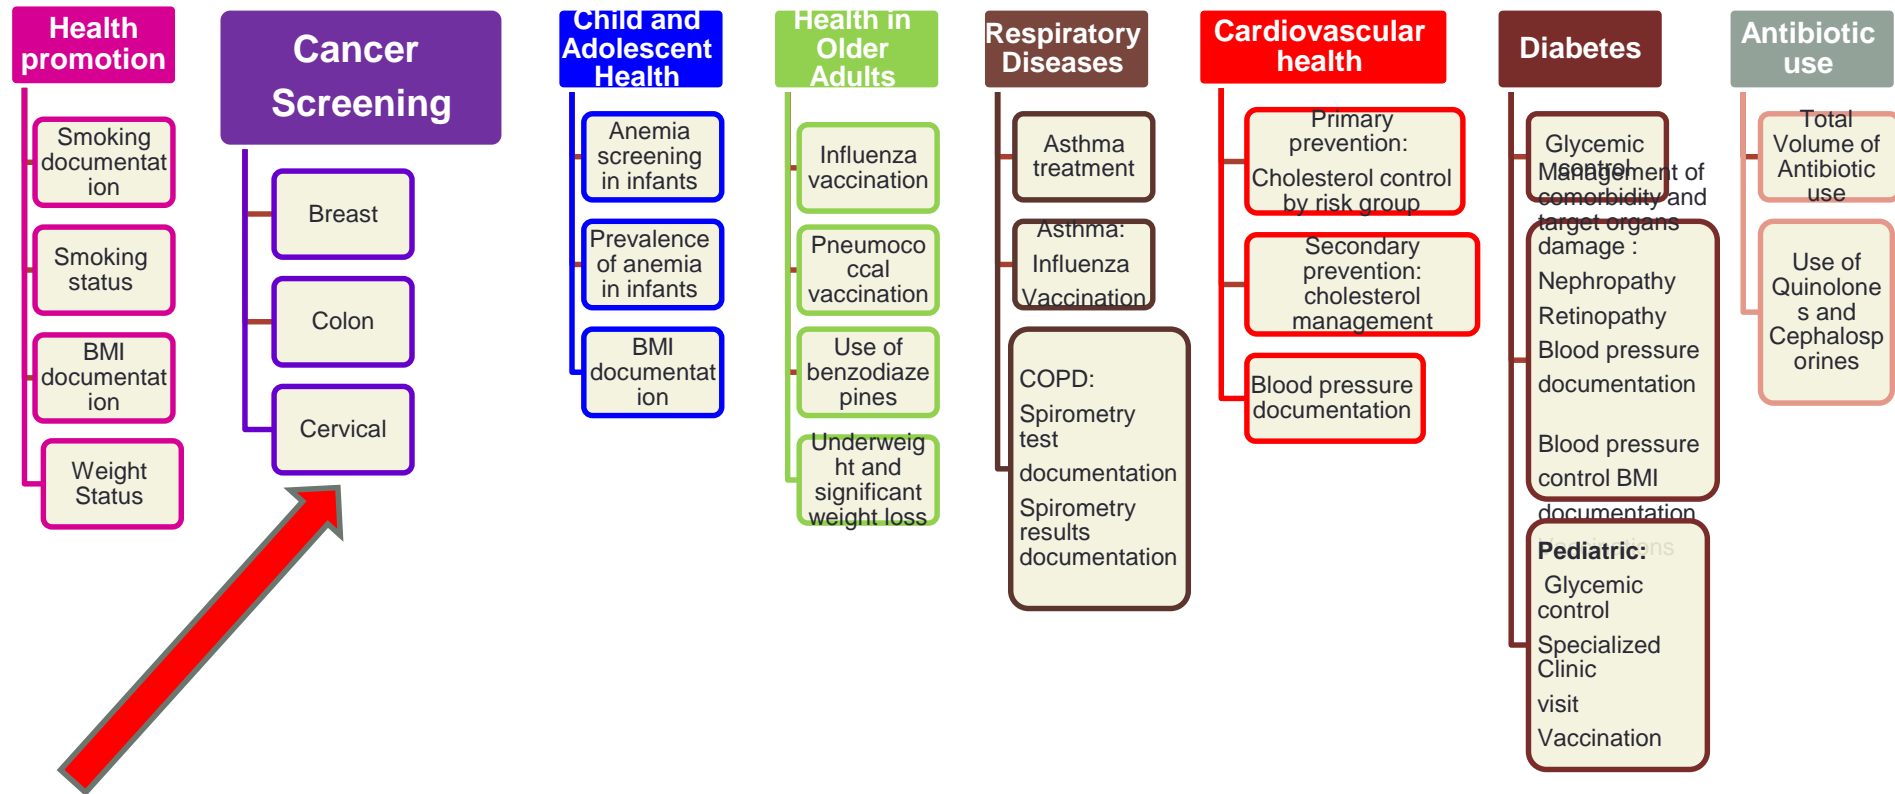 Health
promotion
Smoking
documentat
ion
Smoking
status
BMI
documentat
ion
Weight
Status
Cancer
Screening
Breast
Colon
Cervical
Child and
Adolescent
Health
Anemia
screening
in infants
Prevalence
of anemia
in infants
BMI
documentat
ion
Health in
Older
Adults
Influenza
vaccination
Pneumoco
ccal
vaccination
Use of
benzodiaze
pines
Underweig
ht and
significant
weight loss
Respiratory
Diseases
Asthma
treatment
Asthma:
Influenza
Vaccination
COPD:
Spirometry
test
documentation
Spirometry
results
documentation
Cardiovascular
health
Primary
prevention:
Cholesterol control
by risk group
Secondary
prevention:
cholesterol
management
Blood pressure
documentation
Diabetes
Glycemic
control
Management of
comorbidity and
target organs
damage :
Nephropathy
Retinopathy
Blood pressure
documentation
Blood pressure
control BMI
documentation
Vaccinations
Pediatric:
Glycemic
control
Specialized
Clinic
visit
Vaccination
Antibiotic
use
Total
Volume of
Antibiotic
use
Use of
Quinolone
s and
Cephalosp
orines